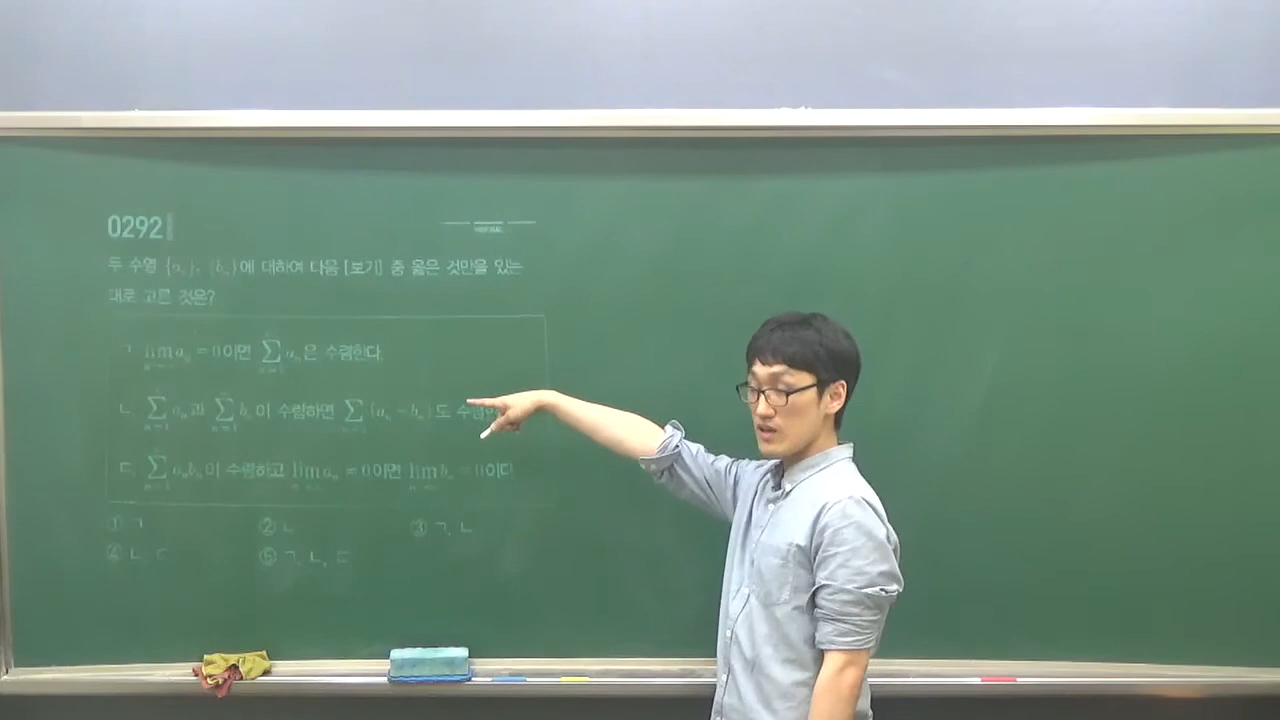 0292
두 수열 {aₙ}, {bₙ}에 대하여 다음 [보기] 중 옳은 것만을 있는
대로 고른 것은?
ㄱ. lim aₙ = 0이면 ∑ aₙ은 수렴한다.
ㄴ. ∑ aₙ과 ∑ bₙ이 수렴하면 ∑ (aₙ - bₙ)도
ㄷ. ∑ aₙbₙ이 수렴하고 lim aₙ ≠ 0이면 lim bₙ = 0이다.
① ㄱ ② ㄴ ③ ㄱ, ㄴ
④ ㄴ, ㄷ ⑤ ㄱ, ㄴ, ㄷ